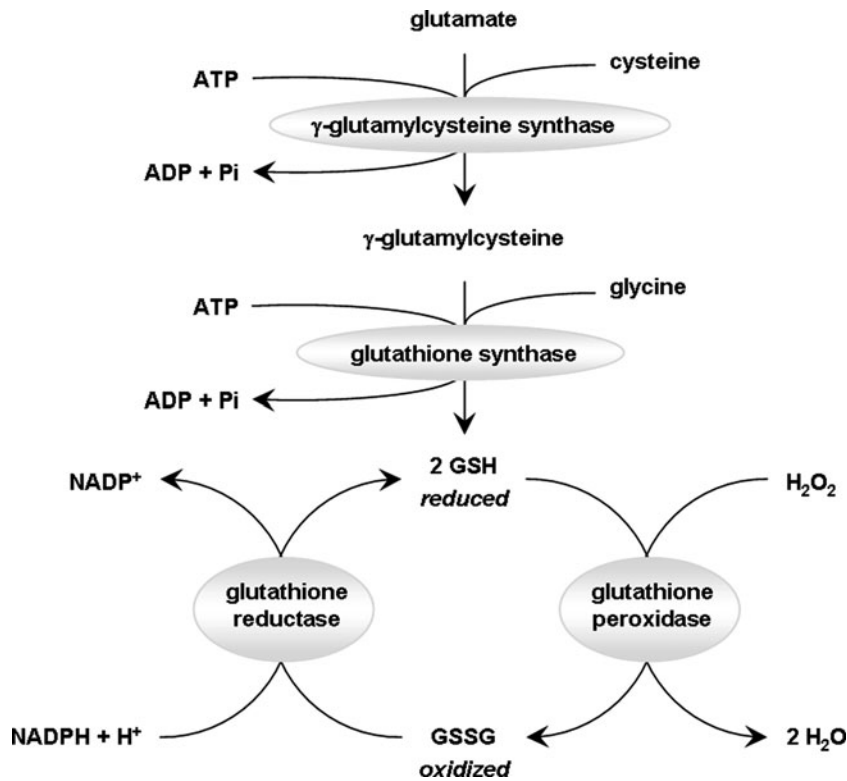 glutamate
ATP
cysteine
γ-glutamylcysteine synthase
ADP + Pi
γ-glutamylcysteine
ATP
glycine
glutathione synthase
ADP + Pi
NADP⁺
2 GSH
reduced
H₂O₂
glutathione
reductase
glutathione
peroxidase
NADPH + H⁺
GSSG
oxidized
2 H₂O